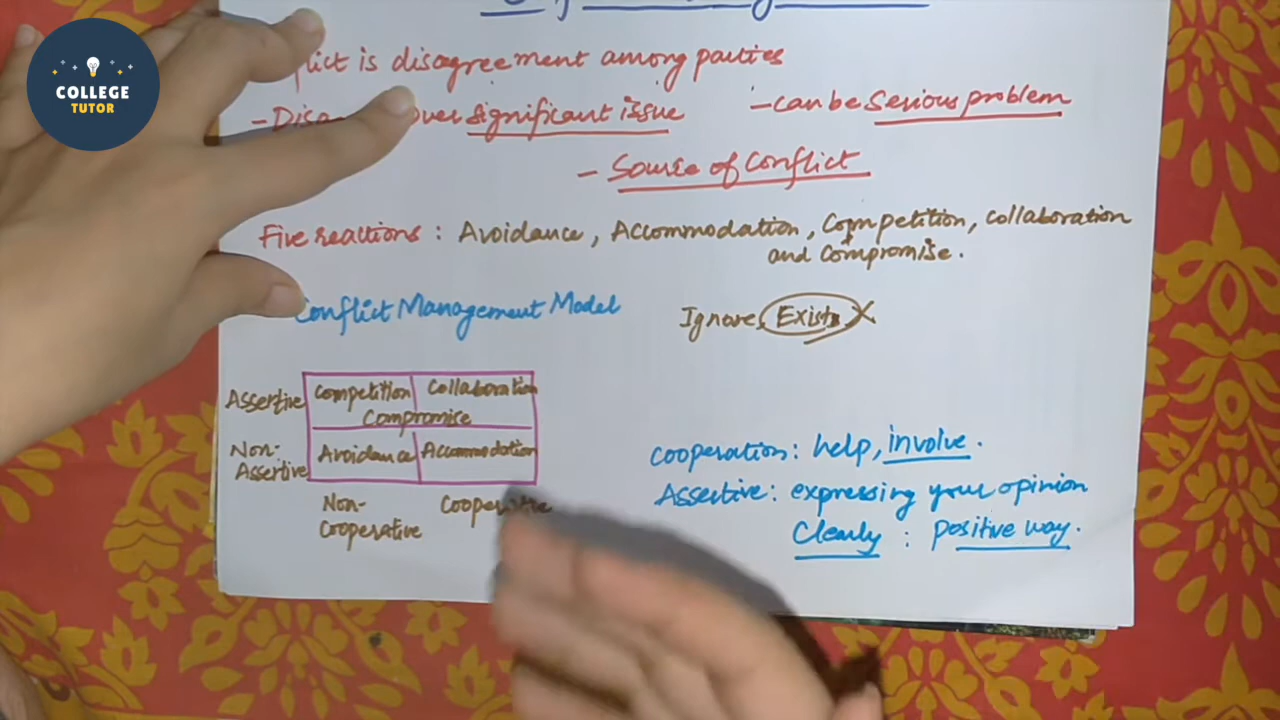 COLLEGE
TUTOR
is disagreement among parties
over significant issue
- can be serious problem
- Source of Conflict
Five reactions : Avoidance, Accommodation, Competition, collaboration
and compromise.
Conflict Management Model
Ignore, Exists X
Assertive
Competition
Collaboration
Compromise
Non-
Assertive
Avoidance
Accommodation
Non-
Cooperative
Cooperative
cooperation: help, involve.
Assertive: expressing your opinion
Clearly : positive way.